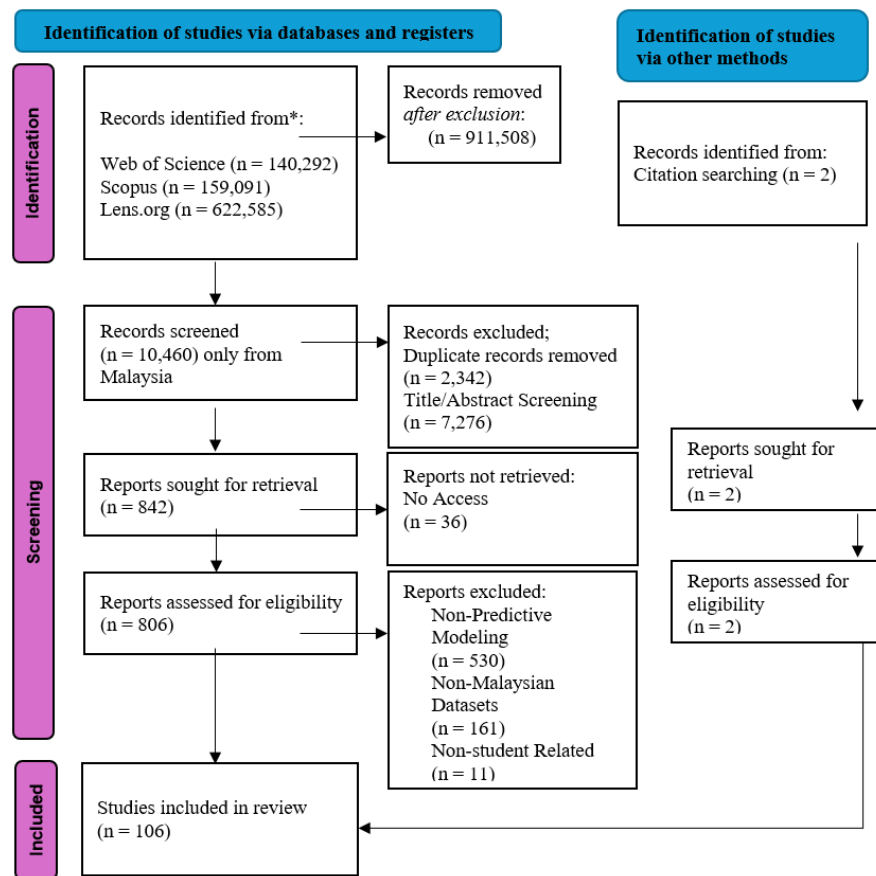 Identification of studies via databases and registers
Identification of studies
via other methods
Identification
Records identified from*:
Web of Science (n = 140,292)
Scopus (n = 159,091)
Lens.org (n = 622,585)
Records removed
after exclusion:
(n = 911,508)
Records identified from:
Citation searching (n = 2)
Screening
Records screened
(n = 10,460) only from
Malaysia
Records excluded;
Duplicate records removed
(n = 2,342)
Title/Abstract Screening
(n = 7,276)
Reports sought for retrieval
(n = 842)
Reports not retrieved:
No Access
(n = 36)
Reports sought for
retrieval
(n = 2)
Reports assessed for eligibility
(n = 806)
Reports excluded:
Non-Predictive
Modeling
(n = 530)
Non-Malaysian
Datasets
(n = 161)
Non-student Related
(n = 11)
Reports assessed for
eligibility
(n = 2)
Included
Studies included in review
(n = 106)